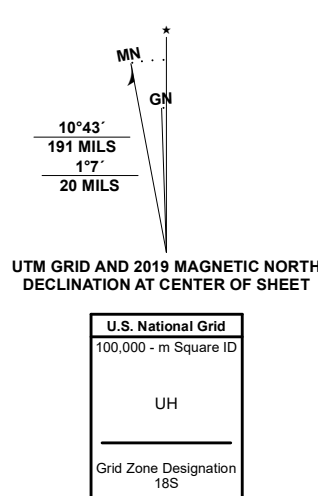 ★
MN
GN
10°43´
191 MILS
1°7´
20 MILS
UTM GRID AND 2019 MAGNETIC NORTH
DECLINATION AT CENTER OF SHEET
U.S. National Grid
100,000 - m Square ID
UH
Grid Zone Designation
18S